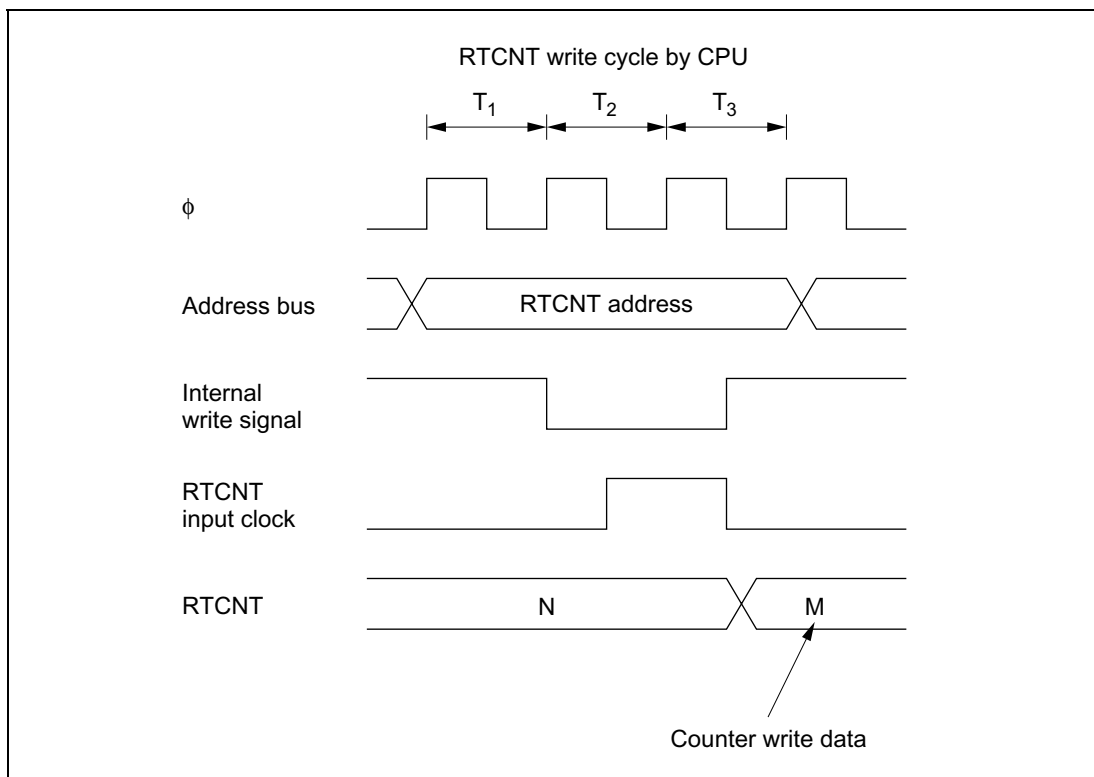 RTCNT write cycle by CPU
T1 T2 T3
ϕ
Address bus RTCNT address
Internal
write signal
RTCNT
input clock
RTCNT N M
Counter write data